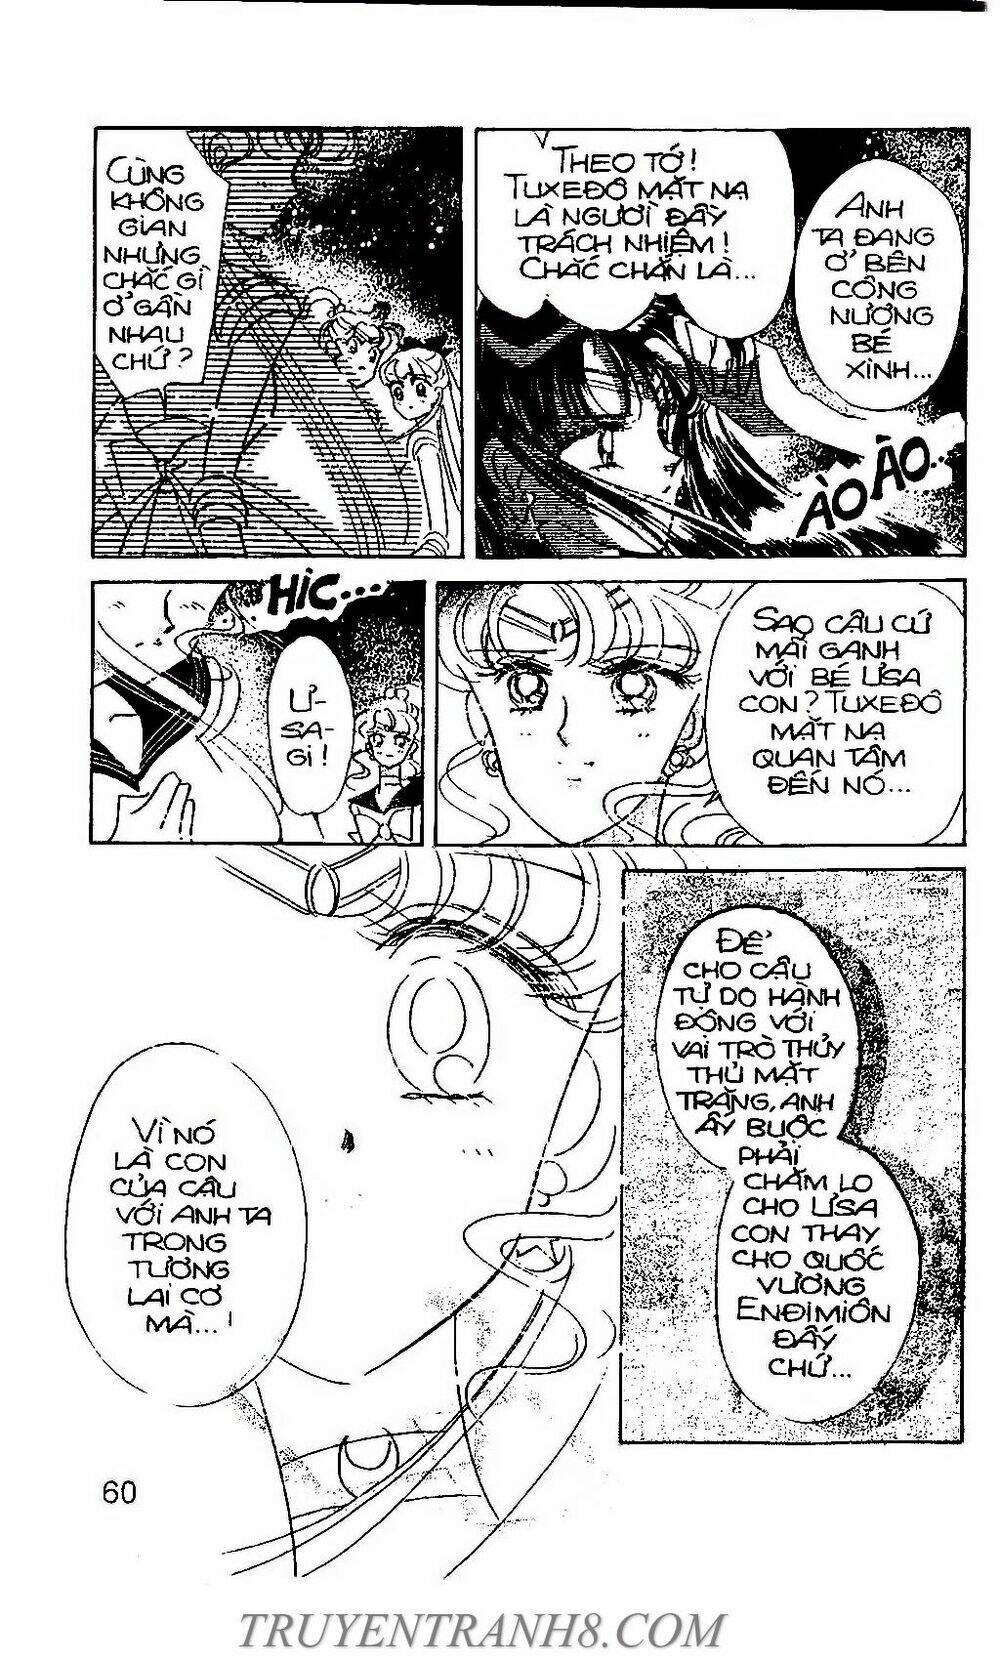 ANH
TA ĐANG
Ở BÊN
CÔNG
NƯƠNG
BÉ
XINH...
THEO TỚ!
TUXEĐÔ MẶT NẠ
LÀ NGƯỜI ĐẦY
TRÁCH NHIỆM!
CHẮC CHẮN LÀ...
ÀO ÀO...
CÙNG
KHÔNG
GIAN
NHƯNG
CHẮC GÌ
Ở GẦN
NHAU
CHỨ?
SAO CẬU CỨ
MÃI GANH
VỚI BÉ ƯSA
CON? TUXEĐÔ
MẶT NẠ
QUAN TÂM
ĐẾN NÓ...
HIC...
Ư-
SA-
GI!
ĐỂ
CHO CẬU
TỰ DO HÀNH
ĐỘNG VỚI
VAI TRÒ THỦY
THỦ MẶT
TRĂNG, ANH
ẤY BUỘC
PHẢI
CHĂM LO
CHO ƯSA
CON THAY
CHO QUỐC
VƯƠNG
ENĐIMIÔN
ĐẤY
CHỨ...
VÌ NÓ
LÀ CON
CỦA CẬU
VỚI ANH TA
TRONG
TƯƠNG
LAI CƠ
MÀ...!
60
TRUYENTRANH8.COM